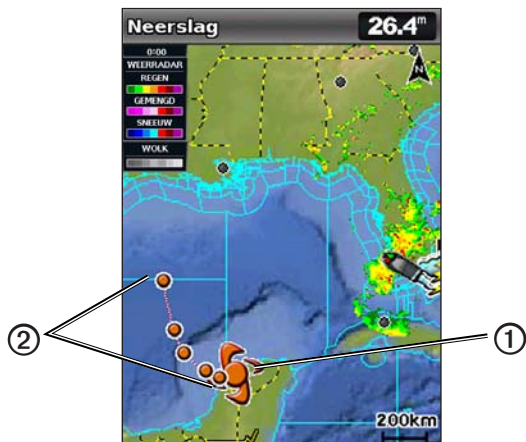 Neerslag
26.4m
0:00
WEERRADAR
REGEN
GEMENGD
SNEEUW
WOLK
N
②
①
200km